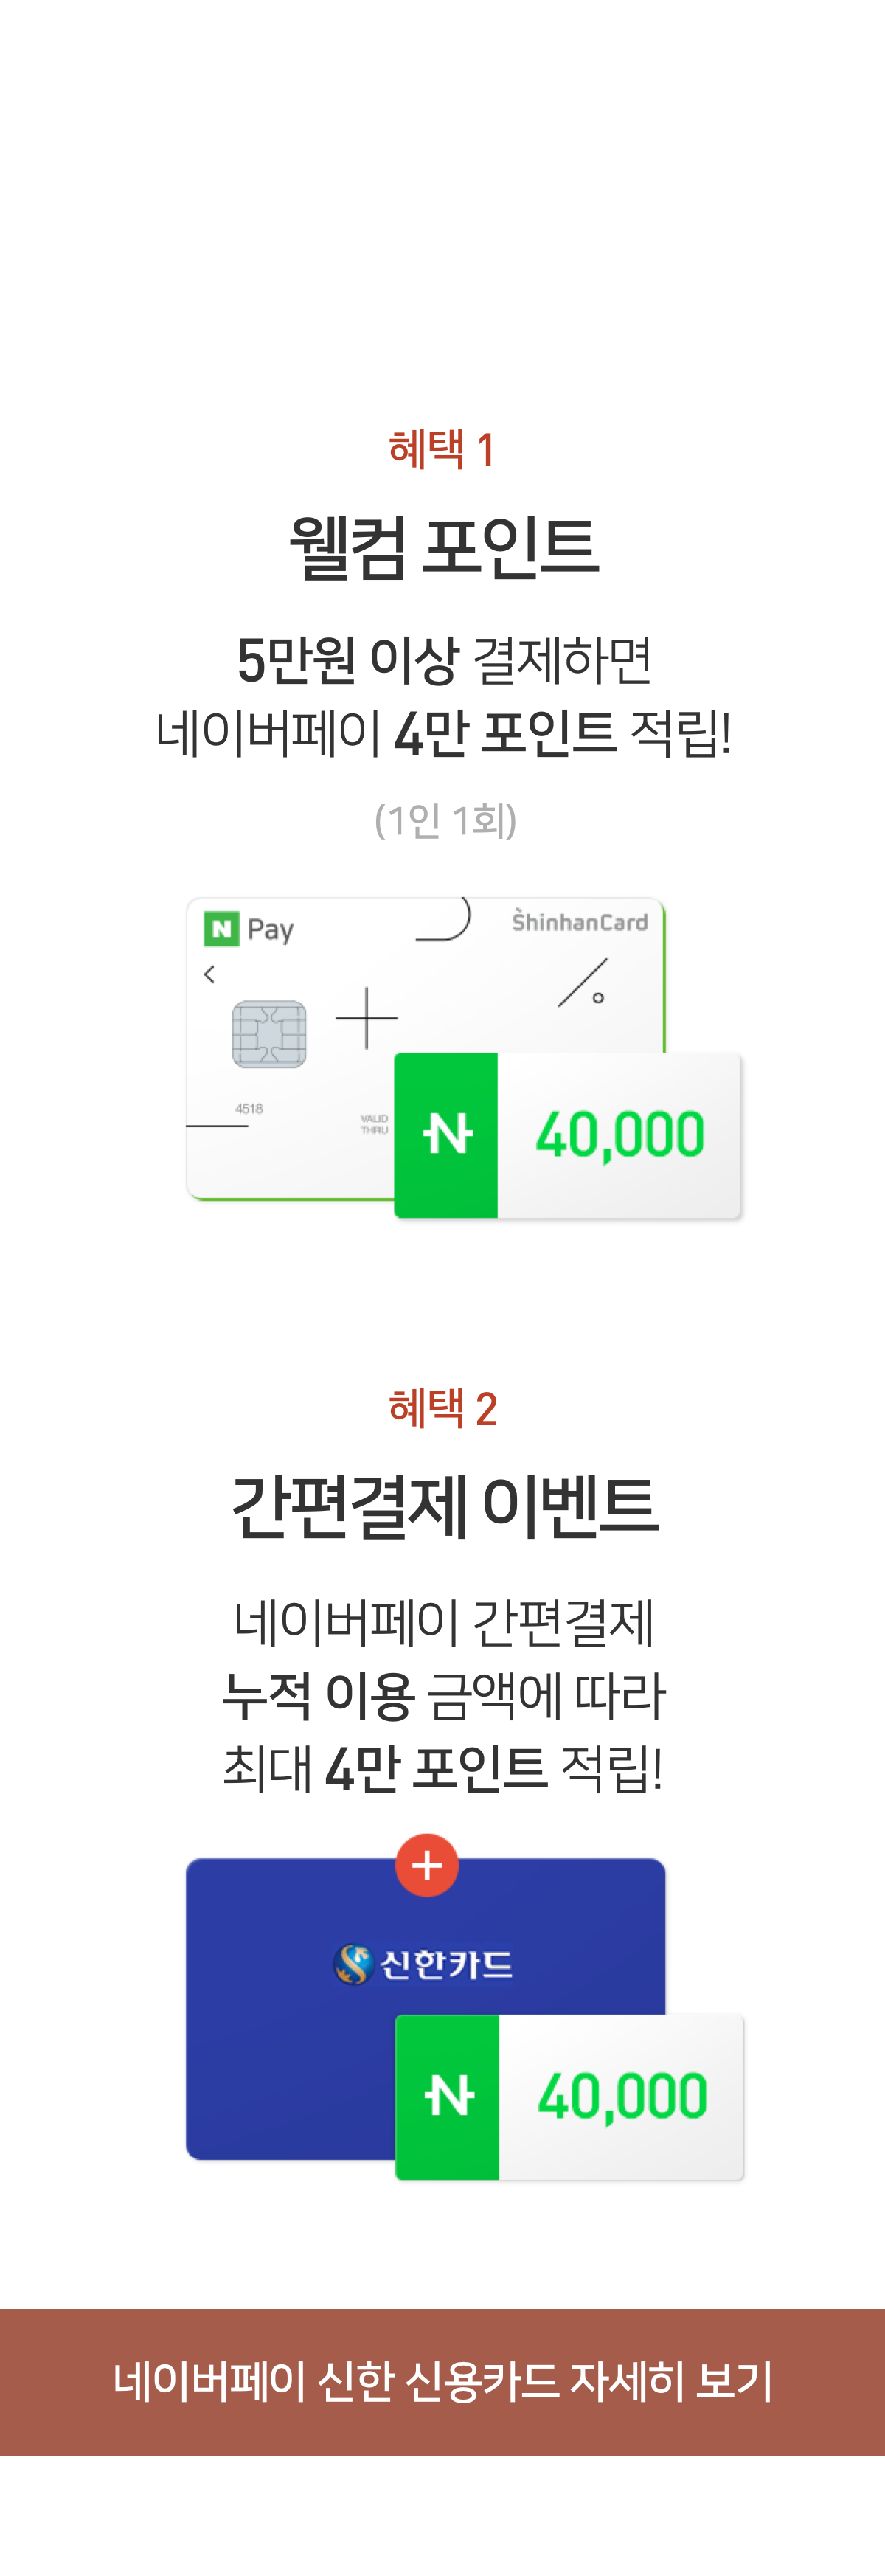 혜택 1
웰컴 포인트
5만원 이상 결제하면
네이버페이 4만 포인트 적립!
(1인 1회)
N Pay
ShinhanCard
4518
VALID
THRU
N 40,000
혜택 2
간편결제 이벤트
네이버페이 간편결제
누적 이용 금액에 따라
최대 4만 포인트 적립!
+
신한카드
N 40,000
네이버페이 신한 신용카드 자세히 보기